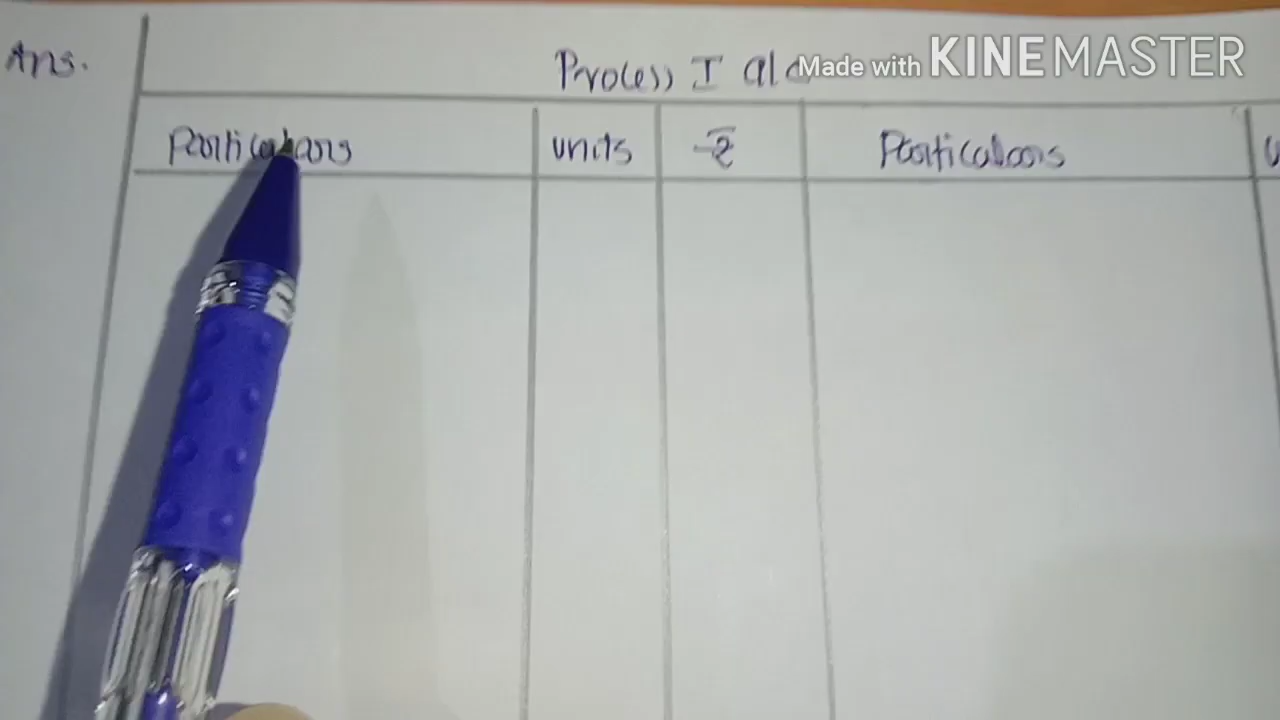 Ans.
Process I a/c
Made with KINEMASTER
Particulars units ₹ Particulars